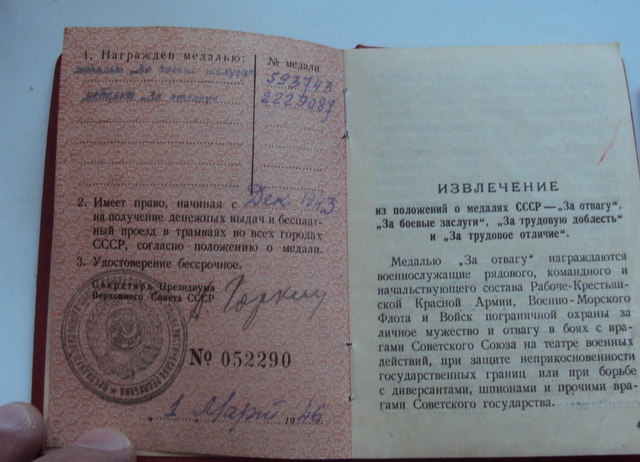 1. Награжден медалью:
№ медали
медалью „За боевые заслуги"
593743
медалью „За отвагу"
2229087
2. Имеет право, начиная с Дек 1943
на получение денежных выдач и бесплат-
ный проезд в трамваях во всех городах
СССР, согласно положению о медали.
3. Удостоверение бессрочное.
Секретарь Президиума
Верховного Совета СССР
Горкин
№ 052290
1 Март 1946 г.
ИЗВЛЕЧЕНИЕ
из положений о медалях СССР—„За отвагу",
„За боевые заслуги", „За трудовую доблесть"
и „За трудовое отличие".
Медалью „За отвагу" награждаются
военнослужащие рядового, командного и
начальствующего состава Рабоче-Крестьян-
ской Красной Армии, Военно-Морского
Флота и Войск пограничной охраны за
личное мужество и отвагу в боях с вра-
гами Советского Союза на театре военных
действий, при защите неприкосновенности
государственных границ или при борьбе
с диверсантами, шпионами и прочими вра-
гами Советского государства.